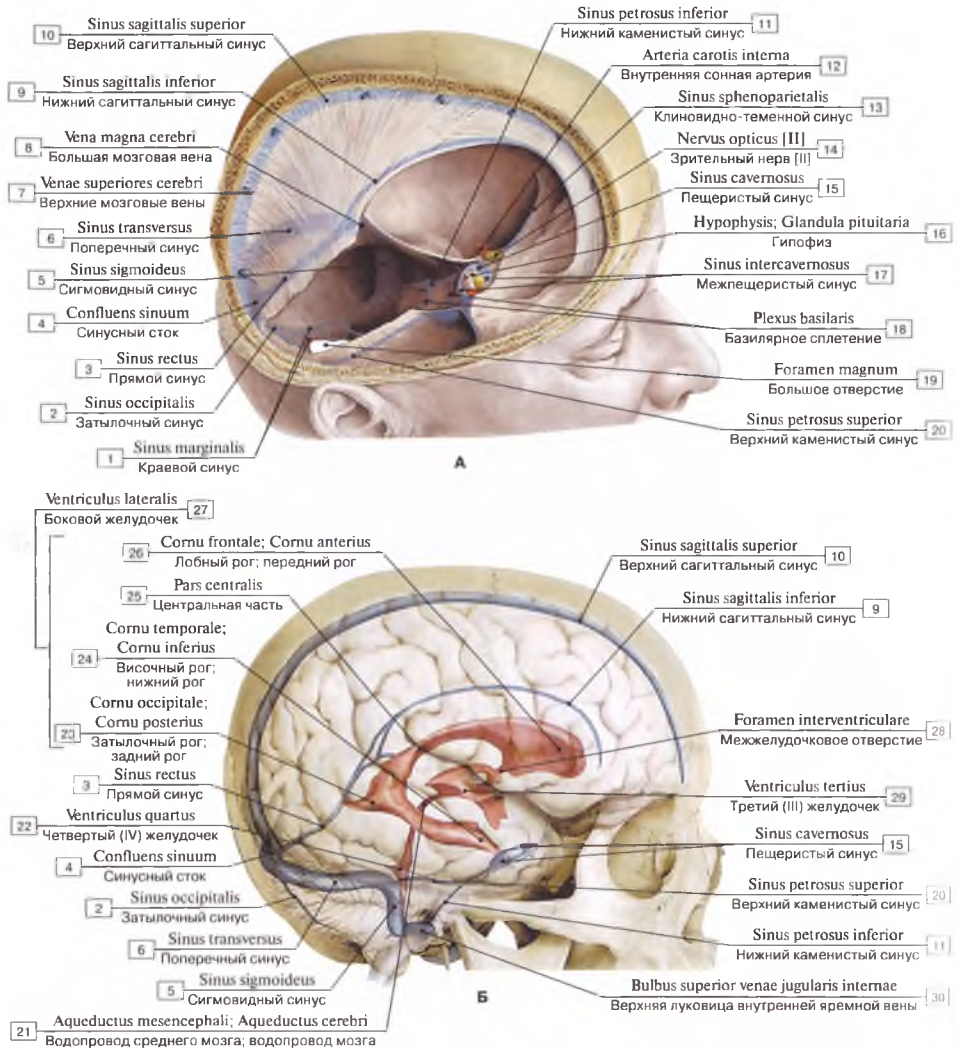 10
Sinus sagittalis superior
Верхний сагиттальный синус
9
Sinus sagittalis inferior
Нижний сагиттальный синус
8
Vena magna cerebri
Большая мозговая вена
7
Venae superiores cerebri
Верхние мозговые вены
6
Sinus transversus
Поперечный синус
5
Sinus sigmoideus
Сигмовидный синус
4
Confluens sinuum
Синусный сток
3
Sinus rectus
Прямой синус
2
Sinus occipitalis
Затылочный синус
1
Sinus marginalis
Краевой синус
Sinus petrosus inferior
Нижний каменистый синус
11
Arteria carotis interna
Внутренняя сонная артерия
12
Sinus sphenoparietalis
Клиновидно-теменной синус
13
Nervus opticus [II]
Зрительный нерв [II]
14
Sinus cavernosus
Пещеристый синус
15
Hypophysis; Glandula pituitaria
Гипофиз
16
Sinus intercavernosus
Межпещеристый синус
17
Plexus basilaris
Базилярное сплетение
18
Foramen magnum
Большое отверстие
19
Sinus petrosus superior
Верхний каменистый синус
20
А
Ventriculus lateralis
Боковой желудочек
27
26
Cornu frontale; Cornu anterius
Лобный рог; передний рог
25
Pars centralis
Центральная часть
24
Cornu temporale;
Cornu inferius
Височный рог;
нижний рог
23
Cornu occipitale;
Cornu posterius
Затылочный рог;
задний рог
3
Sinus rectus
Прямой синус
22
Ventriculus quartus
Четвертый (IV) желудочек
4
Confluens sinuum
Синусный сток
2
Sinus occipitalis
Затылочный синус
6
Sinus transversus
Поперечный синус
5
Sinus sigmoideus
Сигмовидный синус
21
Aqueductus mesencephali; Aqueductus cerebri
Водопровод среднего мозга; водопровод мозга
Sinus sagittalis superior
Верхний сагиттальный синус
10
Sinus sagittalis inferior
Нижний сагиттальный синус
9
Foramen interventriculare
Межжелудочковое отверстие
28
Ventriculus tertius
Третий (III) желудочек
29
Sinus cavernosus
Пещеристый синус
15
Sinus petrosus superior
Верхний каменистый синус
20
Sinus petrosus inferior
Нижний каменистый синус
11
Bulbus superior venae jugularis internae
Верхняя луковица внутренней яремной вены
30
Б